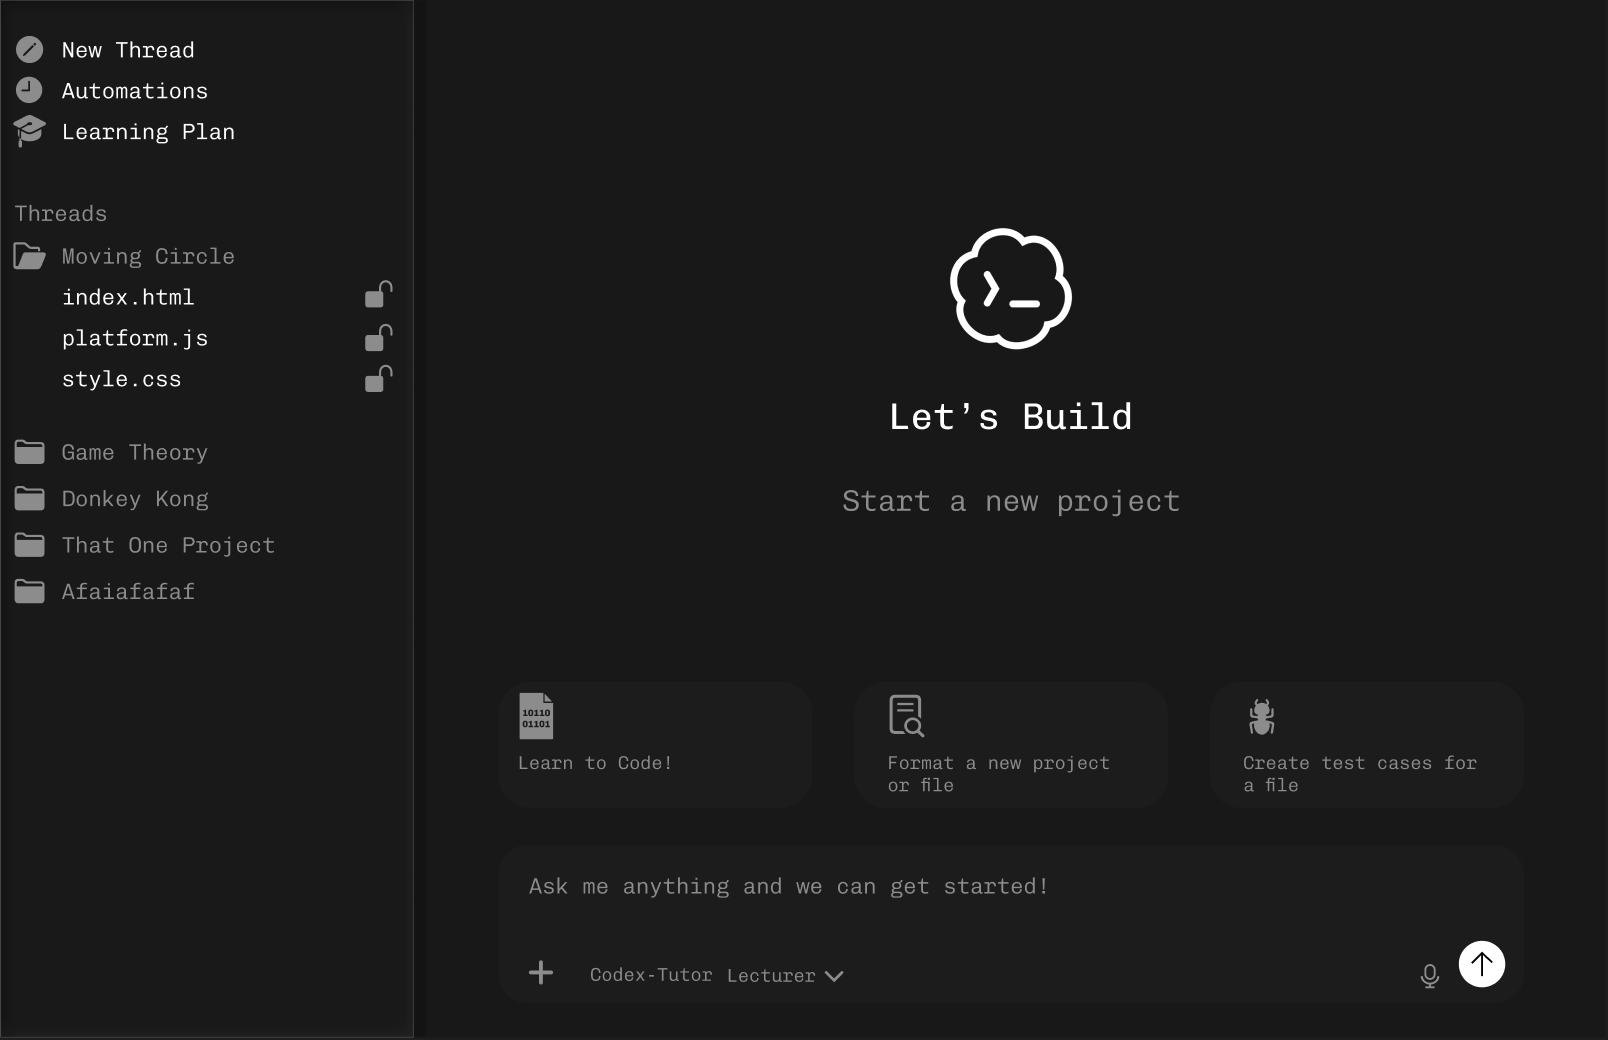 New Thread
Automations
Learning Plan
Threads
Moving Circle
index.html
platform.js
style.css
Game Theory
Donkey Kong
That One Project
Afaiafafaf
Let’s Build
Start a new project
10110
01101
Learn to Code!
Format a new project
or file
Create test cases for
a file
Ask me anything and we can get started!
Codex-Tutor Lecturer